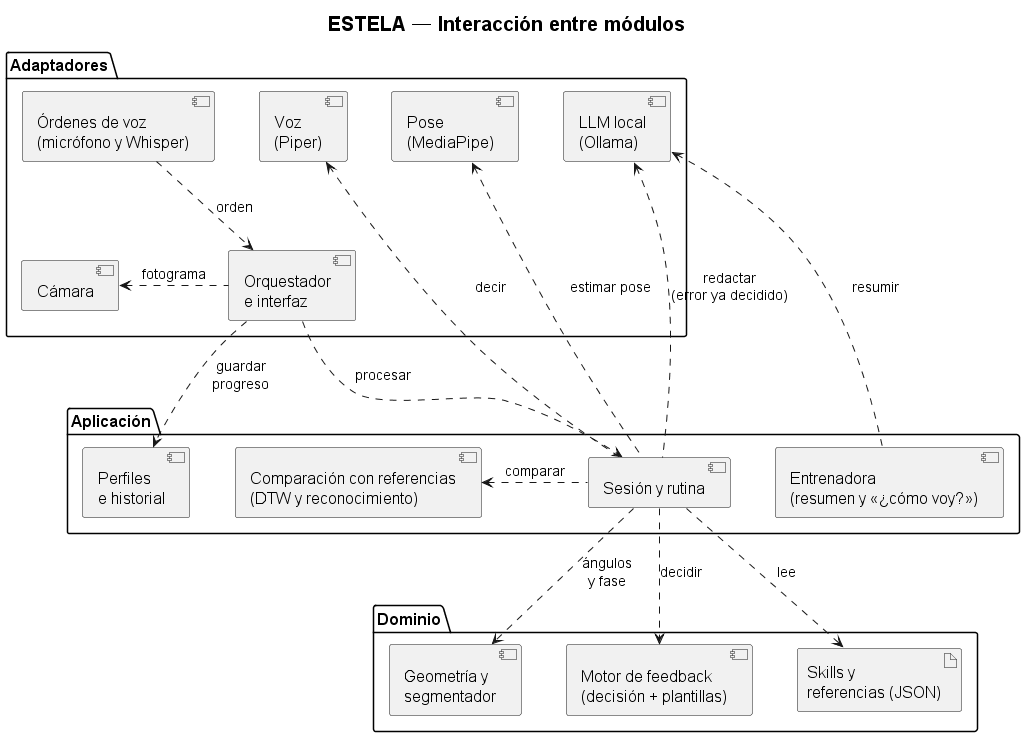 ESTELA — Interacción entre módulos
Adaptadores
Órdenes de voz
(micrófono y Whisper)
Voz
(Piper)
Pose
(MediaPipe)
LLM local
(Ollama)
orden
Cámara
fotograma
Orquestador
e interfaz
decir
estimar pose
redactar
(error ya decidido)
resumir
guardar
progreso
procesar
Aplicación
Perfiles
e historial
Comparación con referencias
(DTW y reconocimiento)
comparar
Sesión y rutina
Entrenadora
(resumen y «¿cómo voy?»)
ángulos
y fase
decidir
lee
Dominio
Geometría y
segmentador
Motor de feedback
(decisión + plantillas)
Skills y
referencias (JSON)